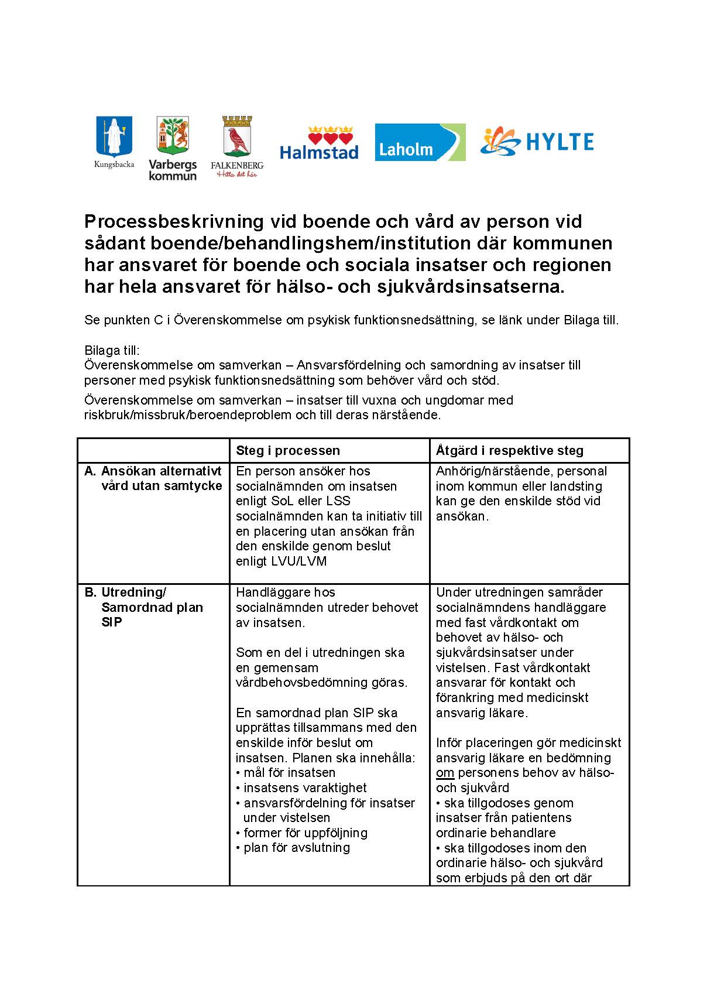 Kungsbacka
Varbergs
kommun
FALKENBERG
Hitta det här
Halmstad
Laholm
HYLTE
Processbeskrivning vid boende och vård av person vid
sådant boende/behandlingshem/institution där kommunen
har ansvaret för boende och sociala insatser och regionen
har hela ansvaret för hälso- och sjukvårdsinsatserna.
Se punkten C i Överenskommelse om psykisk funktionsnedsättning, se länk under Bilaga till.
Bilaga till:
Överenskommelse om samverkan – Ansvarsfördelning och samordning av insatser till
personer med psykisk funktionsnedsättning som behöver vård och stöd.
Överenskommelse om samverkan – insatser till vuxna och ungdomar med
riskbruk/missbruk/beroendeproblem och till deras närstående.
Steg i processen
Åtgärd i respektive steg
A. Ansökan alternativt
vård utan samtycke
En person ansöker hos
socialnämnden om insatsen
enligt SoL eller LSS
socialnämnden kan ta initiativ till
en placering utan ansökan från
den enskilde genom beslut
enligt LVU/LVM
Anhörig/närstående, personal
inom kommun eller landsting
kan ge den enskilde stöd vid
ansökan.
B. Utredning/
Samordnad plan
SIP
Handläggare hos
socialnämnden utreder behovet
av insatsen.
Som en del i utredningen ska
en gemensam
vårdbehovsbedömning göras.
En samordnad plan SIP ska
upprättas tillsammans med den
enskilde inför beslut om
insatsen. Planen ska innehålla:
• mål för insatsen
• insatsens varaktighet
• ansvarsfördelning för insatser
under vistelsen
• former för uppföljning
• plan för avslutning
Under utredningen samråder
socialnämndens handläggare
med fast vårdkontakt om
behovet av hälso- och
sjukvårdsinsatser under
vistelsen. Fast vårdkontakt
ansvarar för kontakt och
förankring med medicinskt
ansvarig läkare.
Inför placeringen gör medicinskt
ansvarig läkare en bedömning
om personens behov av hälso-
och sjukvård
• ska tillgodoses genom
insatser från patientens
ordinarie behandlare
• ska tillgodoses inom den
ordinarie hälso- och sjukvård
som erbjuds på den ort där